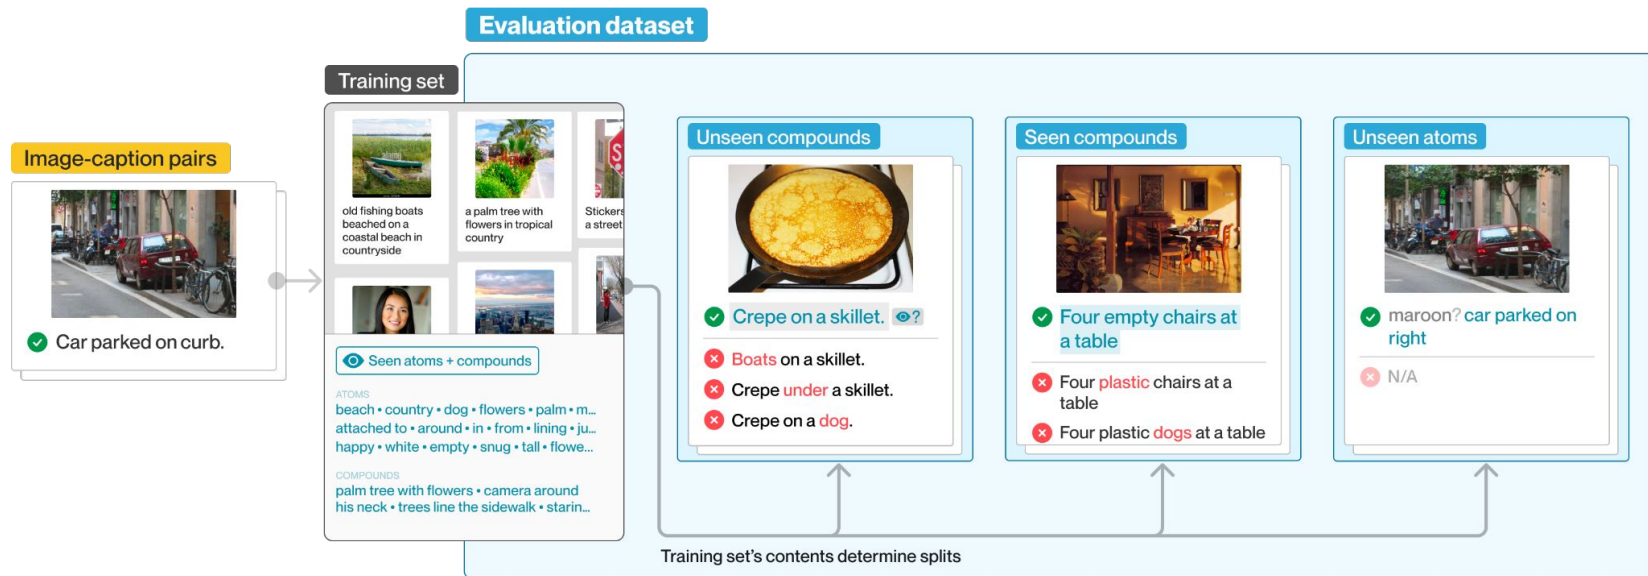 Evaluation dataset
Training set
Image-caption pairs
Car parked on curb.
old fishing boats
beached on a
coastal beach in
countryside
a palm tree with
flowers in tropical
country
Stickers
a street
S
Seen atoms + compounds
ATOMS
beach • country • dog • flowers • palm • m...
attached to • around • in • from • lining • ju...
happy • white • empty • snug • tall • flowe...
COMPOUNDS
palm tree with flowers • camera around
his neck • trees line the sidewalk • starin...
Unseen compounds
Crepe on a skillet. ?
Boats on a skillet.
Crepe under a skillet.
Crepe on a dog.
Seen compounds
Four empty chairs at
a table
Four plastic chairs at a
table
Four plastic dogs at a table
Unseen atoms
maroon? car parked on
right
N/A
Training set's contents determine splits